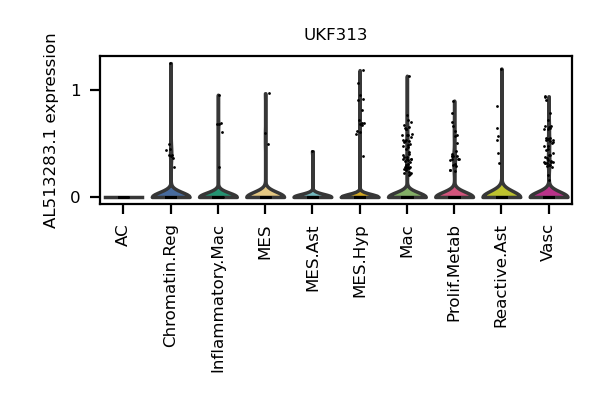 UKF313
AL513283.1 expression
1
0
AC
Chromatin.Reg
Inflammatory.Mac
MES
MES.Ast
MES.Hyp
Mac
Prolif.Metab
Reactive.Ast
Vasc